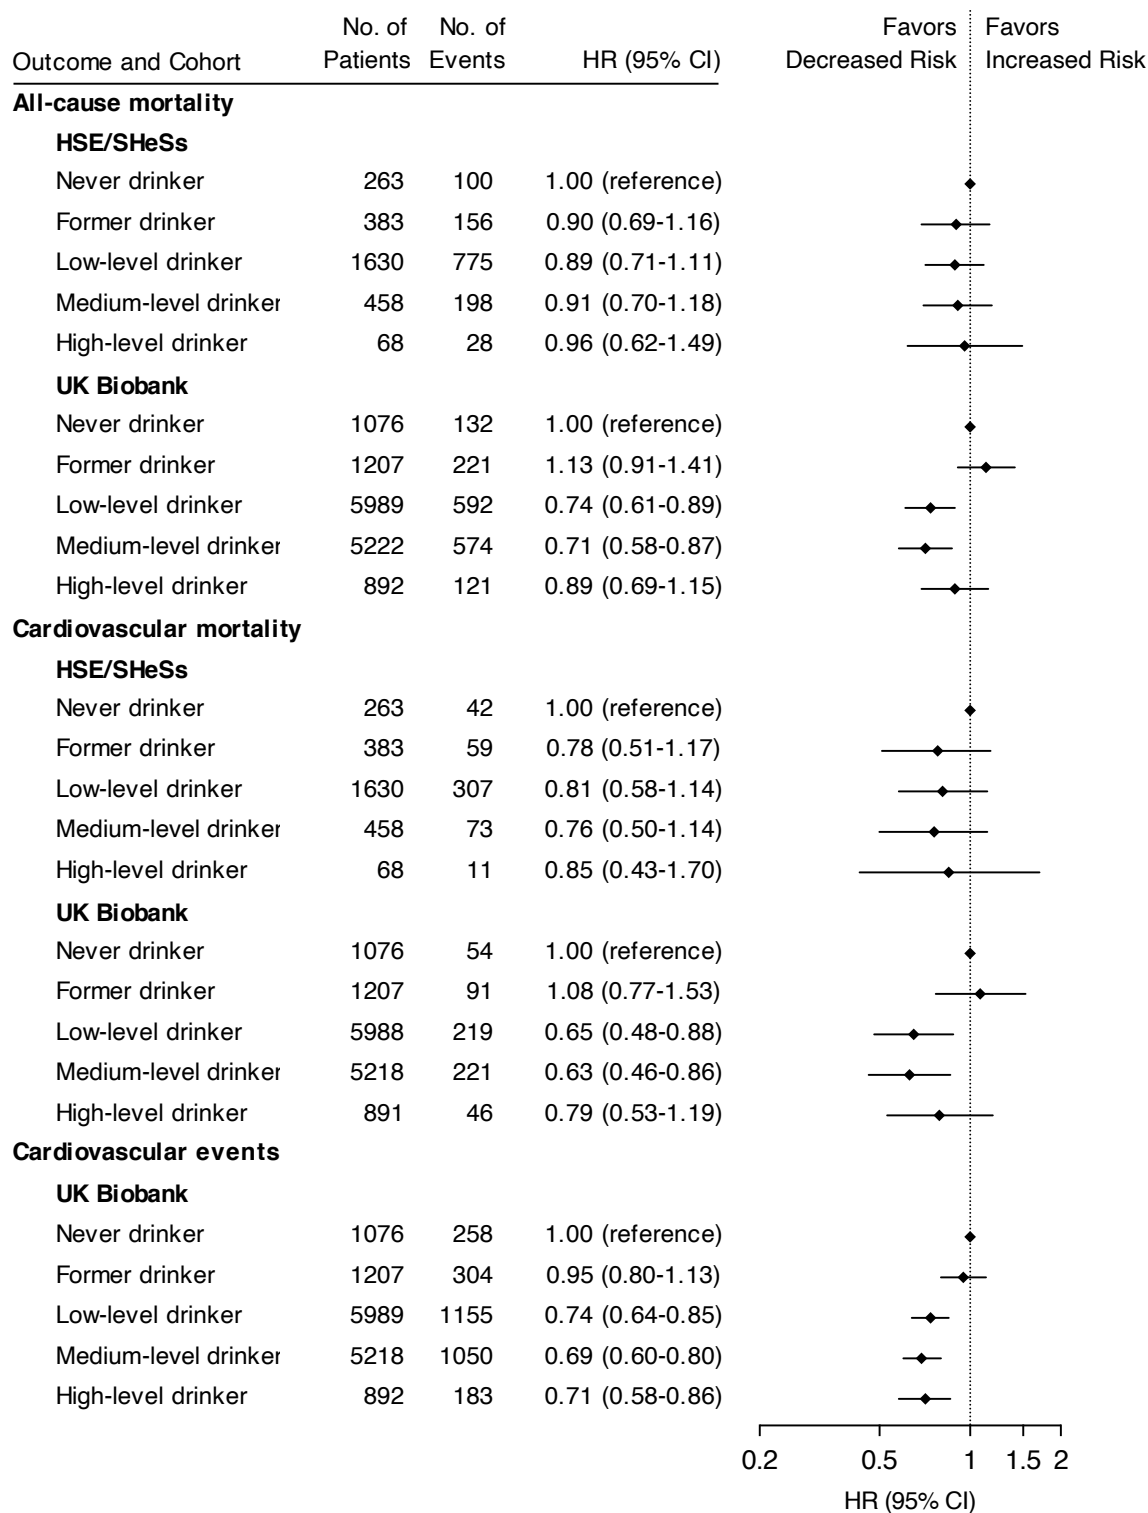 No. of No. of Favors Favors
Outcome and Cohort Patients Events HR (95% CI) Decreased Risk Increased Risk
All-cause mortality
HSE/SHeSs
Never drinker 263 100 1.00 (reference)
Former drinker 383 156 0.90 (0.69-1.16)
Low-level drinker 1630 775 0.89 (0.71-1.11)
Medium-level drinker 458 198 0.91 (0.70-1.18)
High-level drinker 68 28 0.96 (0.62-1.49)
UK Biobank
Never drinker 1076 132 1.00 (reference)
Former drinker 1207 221 1.13 (0.91-1.41)
Low-level drinker 5989 592 0.74 (0.61-0.89)
Medium-level drinker 5222 574 0.71 (0.58-0.87)
High-level drinker 892 121 0.89 (0.69-1.15)
Cardiovascular mortality
HSE/SHeSs
Never drinker 263 42 1.00 (reference)
Former drinker 383 59 0.78 (0.51-1.17)
Low-level drinker 1630 307 0.81 (0.58-1.14)
Medium-level drinker 458 73 0.76 (0.50-1.14)
High-level drinker 68 11 0.85 (0.43-1.70)
UK Biobank
Never drinker 1076 54 1.00 (reference)
Former drinker 1207 91 1.08 (0.77-1.53)
Low-level drinker 5988 219 0.65 (0.48-0.88)
Medium-level drinker 5218 221 0.63 (0.46-0.86)
High-level drinker 891 46 0.79 (0.53-1.19)
Cardiovascular events
UK Biobank
Never drinker 1076 258 1.00 (reference)
Former drinker 1207 304 0.95 (0.80-1.13)
Low-level drinker 5989 1155 0.74 (0.64-0.85)
Medium-level drinker 5218 1050 0.69 (0.60-0.80)
High-level drinker 892 183 0.71 (0.58-0.86)
0.2 0.5 1 1.5 2
HR (95% CI)